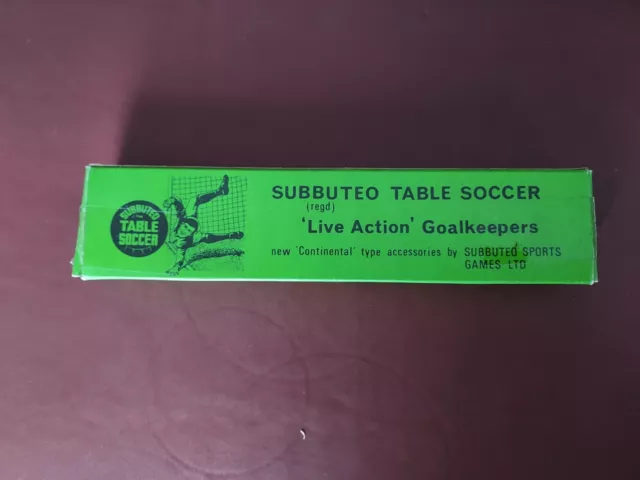 SUBBUTEO
TABLE
SOCCER
SUBBUTEO TABLE SOCCER
(regd)
'Live Action' Goalkeepers
new 'Continental' type accessories by SUBBUTEO SPORTS
GAMES LTD